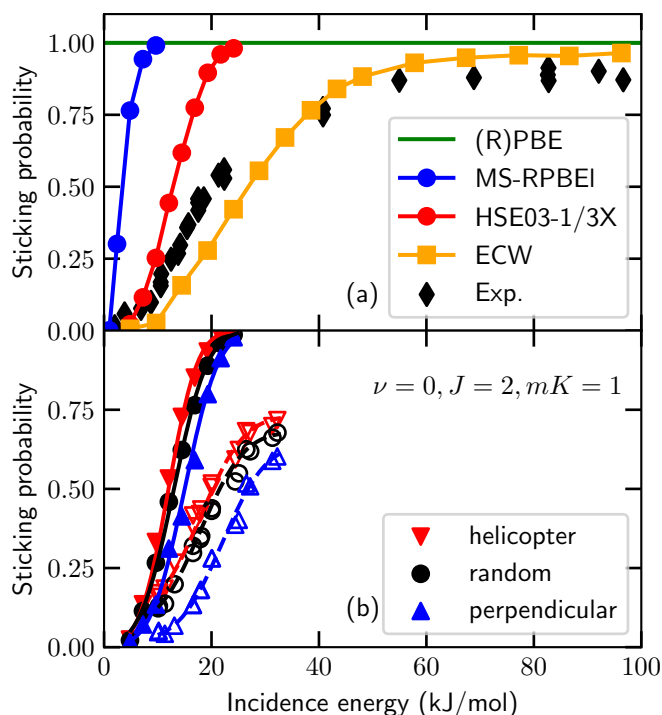 1.00
0.75
0.50
0.25
0.00
Sticking probability
(R)PBE
MS-RPBEl
HSE03-1/3X
ECW
Exp.
(a)
0.75
0.50
0.25
0.00
Sticking probability
ν = 0, J = 2, mK = 1
helicopter
random
perpendicular
(b)
0 20 40 60 80 100
Incidence energy (kJ/mol)